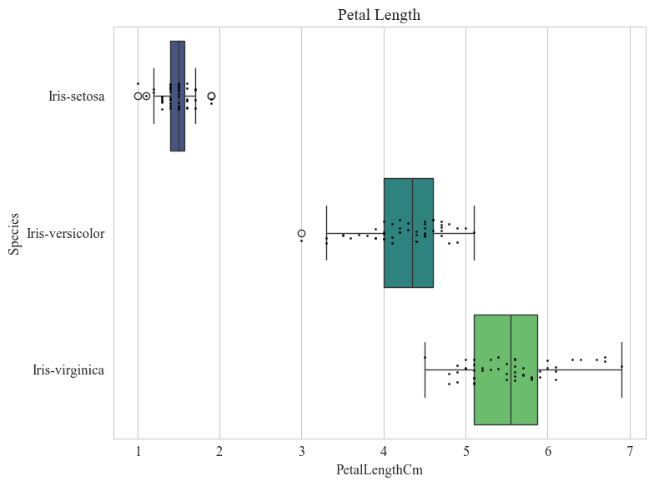 Petal Length
Iris-setosa
Iris-versicolor
Iris-virginica
Species
1 2 3 4 5 6 7
PetalLengthCm